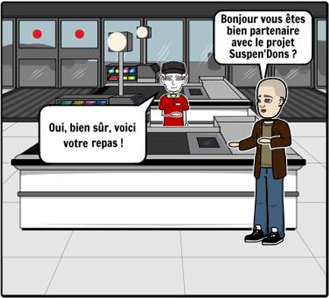 Bonjour vous êtes
bien partenaire
avec le projet
Suspen'Dons ?
Oui, bien sûr, voici
votre repas !